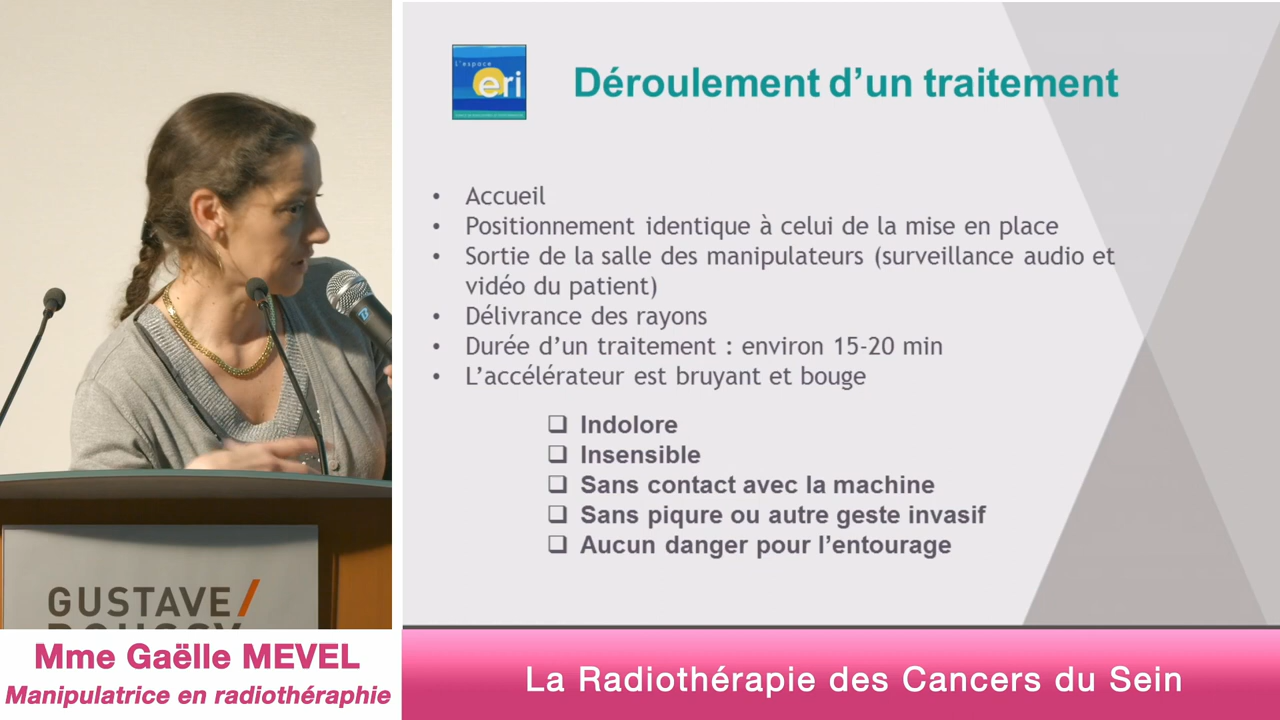 L'espace
eri
Déroulement d'un traitement
• Accueil
• Positionnement identique à celui de la mise en place
• Sortie de la salle des manipulateurs (surveillance audio et
vidéo du patient)
• Délivrance des rayons
• Durée d'un traitement : environ 15-20 min
• L'accélérateur est bruyant et bouge
❑ Indolore
❑ Insensible
❑ Sans contact avec la machine
❑ Sans piqure ou autre geste invasif
❑ Aucun danger pour l'entourage
GUSTAVE/
ROUSSY
Mme Gaëlle MEVEL
Manipulatrice en radiothéraphie
La Radiothérapie des Cancers du Sein